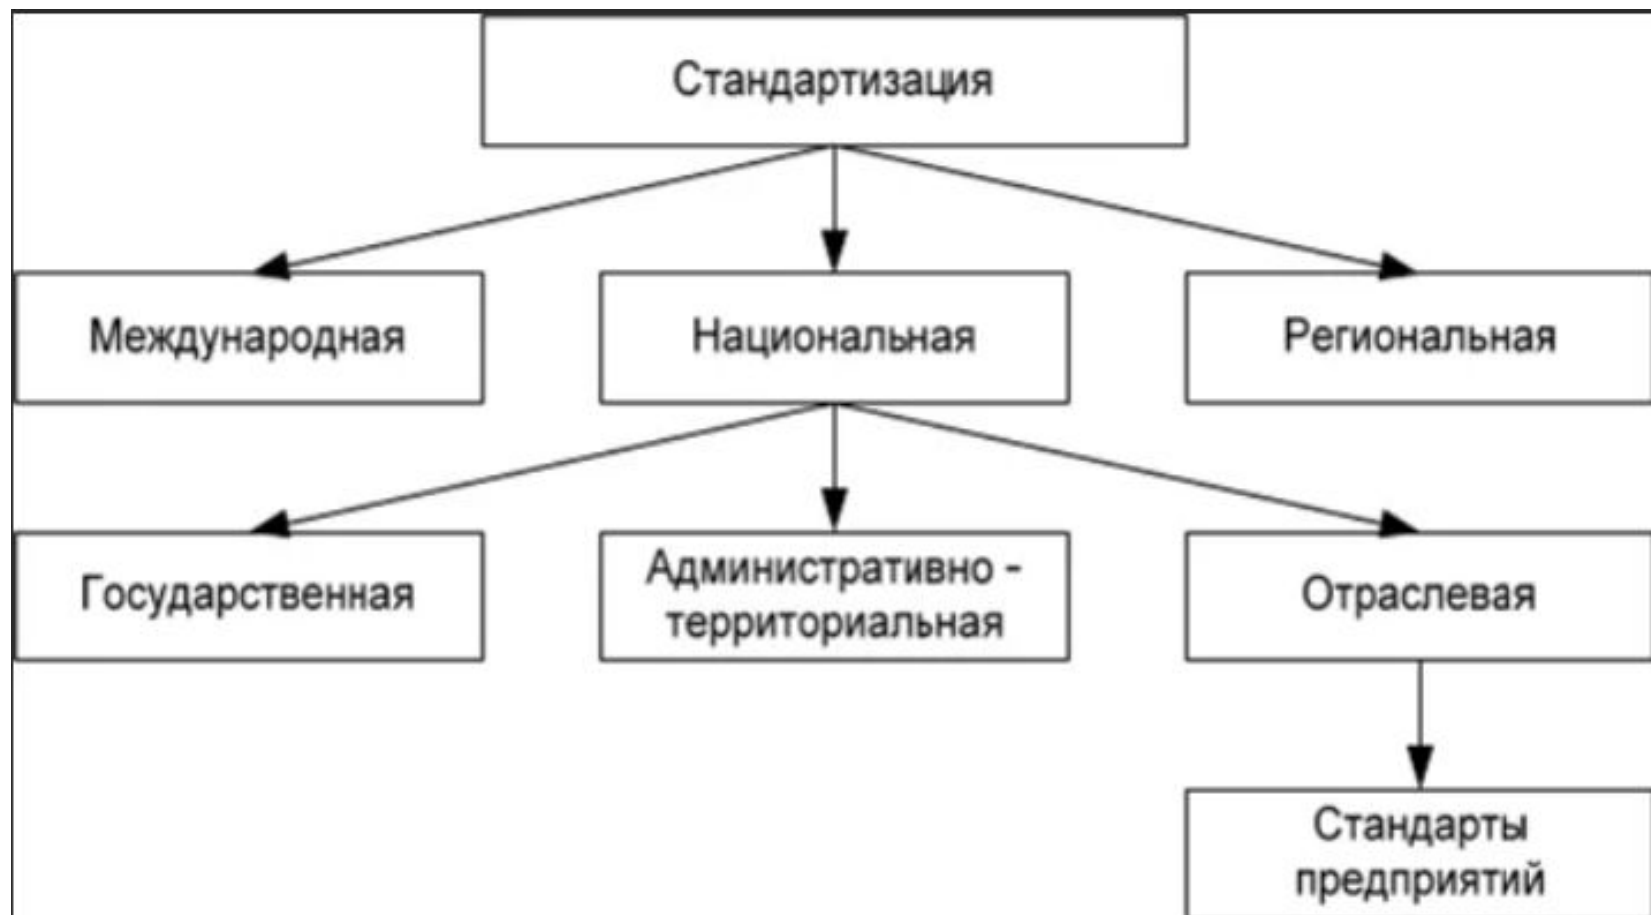 Стандартизация
Международная
Национальная
Региональная
Государственная
Административно -
территориальная
Отраслевая
Стандарты
предприятий